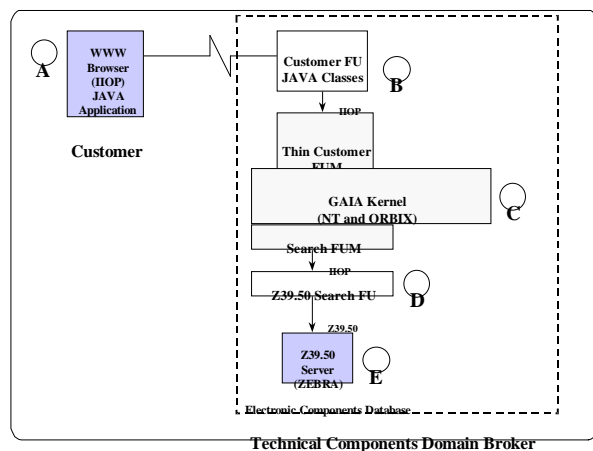 WWW
Browser
(IIOP)
JAVA
Application
A
Customer
Customer FU
JAVA Classes
B
IIOP
Thin Customer
FUM
GAIA Kernel
(NT and ORBIX)
C
Search FUM
IIOP
Z39.50 Search FU
D
Z39.50
Z39.50
Server
(ZEBRA)
E
Electronic Components Database
Technical Components Domain Broker